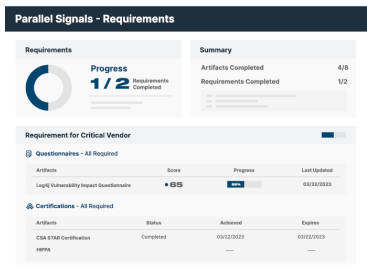 Parallel Signals - Requirements
Requirements
Progress
1 / 2 Requirements Completed
Summary
Artifacts Completed 4/8
Requirements Completed 1/2
Requirement for Critical Vendor
Questionnaires - All Required
Artifacts Score Progress Last Updated
Log4j Vulnerability Impact Questionnaire 65 50% 03/22/2023
Certifications - All Required
Artifacts Status Achieved Expires
CSA STAR Certification Completed 03/22/2023 03/22/2023
HIPPA — —